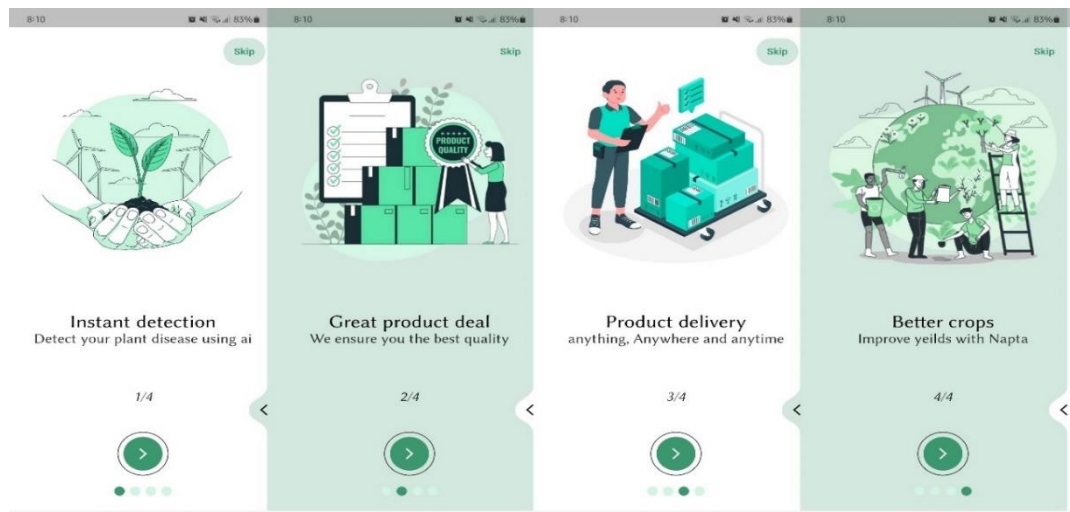 8:10
83%
Skip
Instant detection
Detect your plant disease using ai
1/4
8:10
83%
Skip
PRODUCT
QUALITY
Great product deal
We ensure you the best quality
2/4
8:10
83%
Skip
Product delivery
anything, Anywhere and anytime
3/4
8:10
83%
Skip
Better crops
Improve yeilds with Napta
4/4